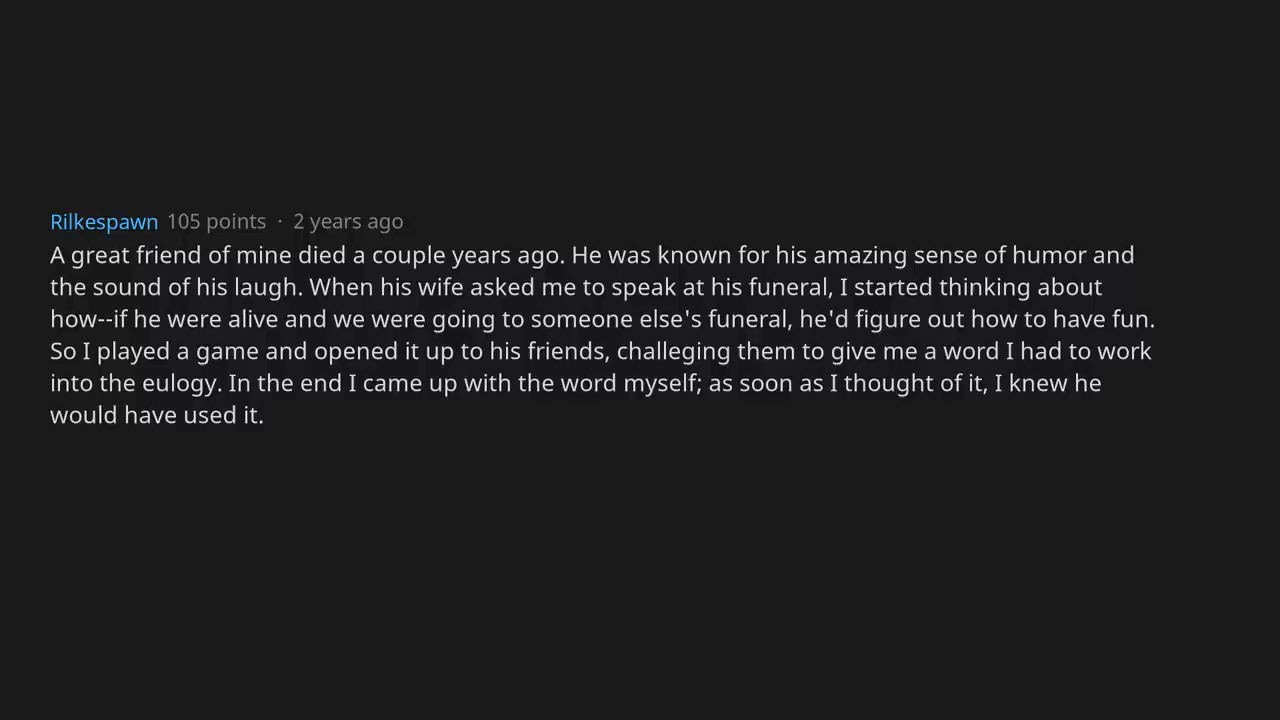 Rilkespawn 105 points · 2 years ago
A great friend of mine died a couple years ago. He was known for his amazing sense of humor and
the sound of his laugh. When his wife asked me to speak at his funeral, I started thinking about
how--if he were alive and we were going to someone else's funeral, he'd figure out how to have fun.
So I played a game and opened it up to his friends, challeging them to give me a word I had to work
into the eulogy. In the end I came up with the word myself; as soon as I thought of it, I knew he
would have used it.